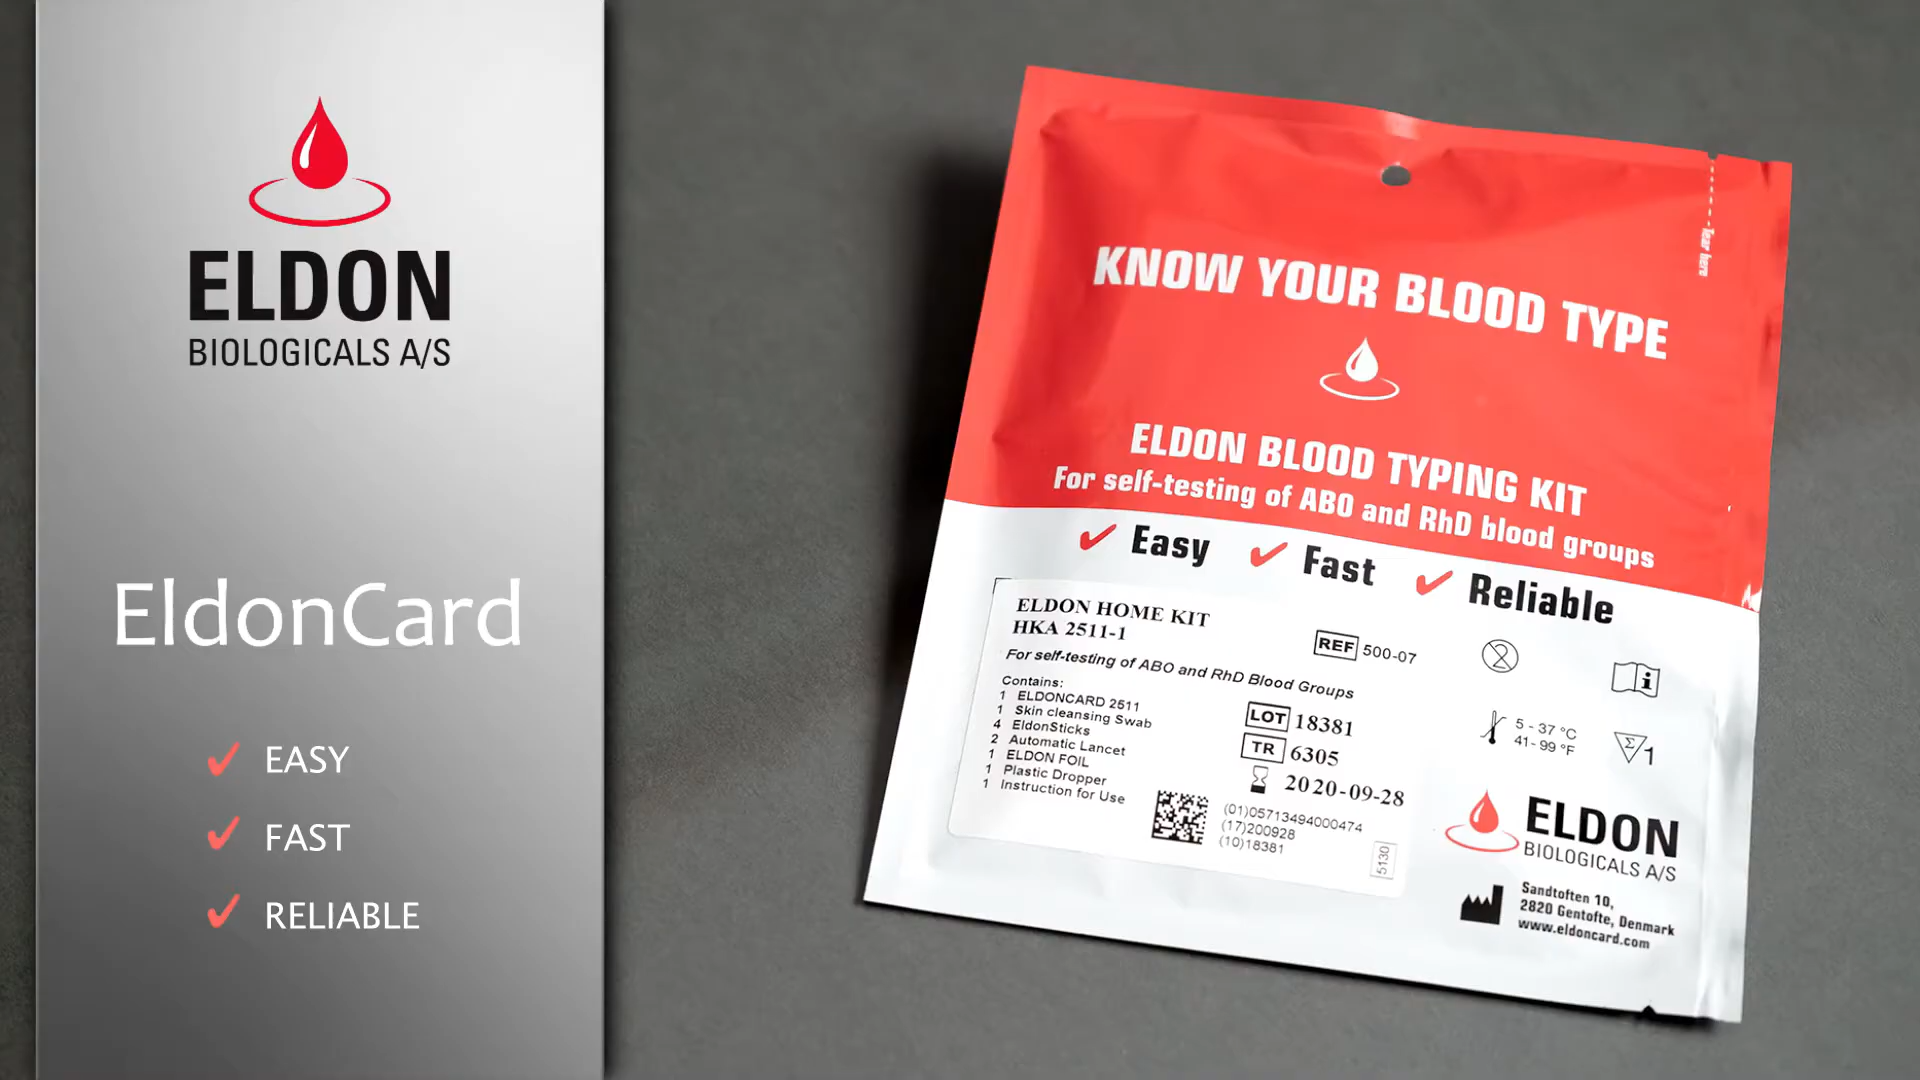 ELDON
BIOLOGICALS A/S
EldonCard
EASY
FAST
RELIABLE
Tear here
KNOW YOUR BLOOD TYPE
ELDON BLOOD TYPING KIT
For self-testing of ABO and RhD blood groups
Easy Fast Reliable
ELDON HOME KIT
HKA 2511-1
For self-testing of ABO and RhD Blood Groups
Contains:
1 ELDONCARD 2511
1 Skin cleansing Swab
4 EldonSticks
2 Automatic Lancet
1 ELDON FOIL
1 Plastic Dropper
1 Instruction for Use
REF 500-07
2
i
LOT 18381
TR 6305
2020-09-28
5 - 37 °C
41- 99 °F
Σ/1
(01)05713494000474
(17)200928
(10)18381
5130
ELDON
BIOLOGICALS A/S
Sandtoften 10,
2820 Gentofte, Denmark
www.eldoncard.com